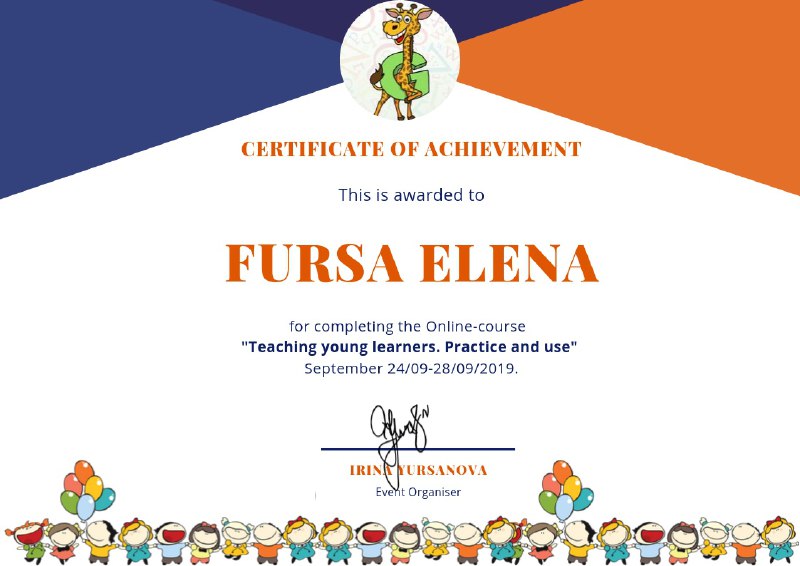 CERTIFICATE OF ACHIEVEMENT
This is awarded to
FURSA ELENA
for completing the Online-course
"Teaching young learners. Practice and use"
September 24/09-28/09/2019.
IRINA YURSANOVA
Event Organiser